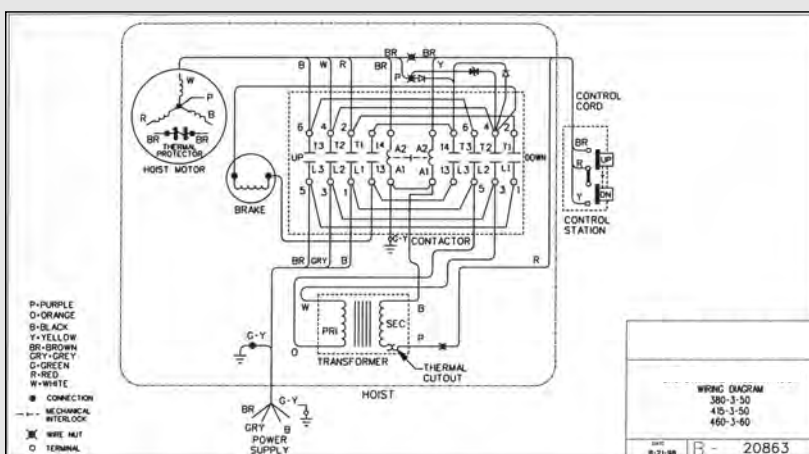 BR BR
B W R BR P Y
W
P
R B
BR BR
THERMAL
PROTECTOR
HOIST MOTOR
BRAKE
6 4 2 6 4 2
T3 T2 T1 14 A2 A2 14 T3 T2 T1
UP DOWN
L3 L2 L1 13 A1 A1 13 L3 L2 L1
5 3 1 5 3 1
G-Y CONTACTOR
BR GRY B
R
CONTROL
CORD
BR
R
Y
UP
DN
CONTROL
STATION
W B
PRI SEC
O P
TRANSFORMER
THERMAL
CUTOUT
HOIST
G-Y
G-Y
BR
GRY B
POWER
SUPPLY
P-PURPLE
O-ORANGE
B-BLACK
Y-YELLOW
BR-BROWN
GRY-GREY
G-GREEN
R-RED
W-WHITE
CONNECTION
MECHANICAL
INTERLOCK
WIRE NUT
TERMINAL
WIRING DIAGRAM
380-3-50
415-3-50
460-3-60
DATE
R - 20863